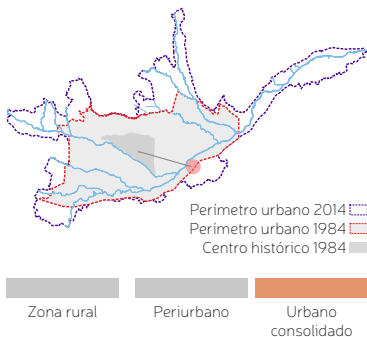 Perímetro urbano 2014
Perímetro urbano 1984
Centro histórico 1984
Zona rural
Periurbano
Urbano
consolidado